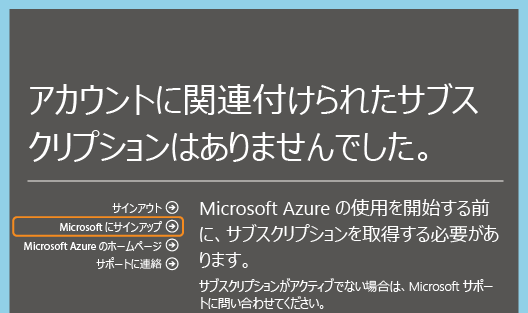 アカウントに関連付けられたサブス
クリプションはありませんでした。
サインアウト
Microsoft にサインアップ
Microsoft Azure のホームページ
サポートに連絡
Microsoft Azure の使用を開始する前
に、サブスクリプションを取得する必要があ
ります。
サブスクリプションがアクティブでない場合は、Microsoft サポー
トに問い合わせてください。